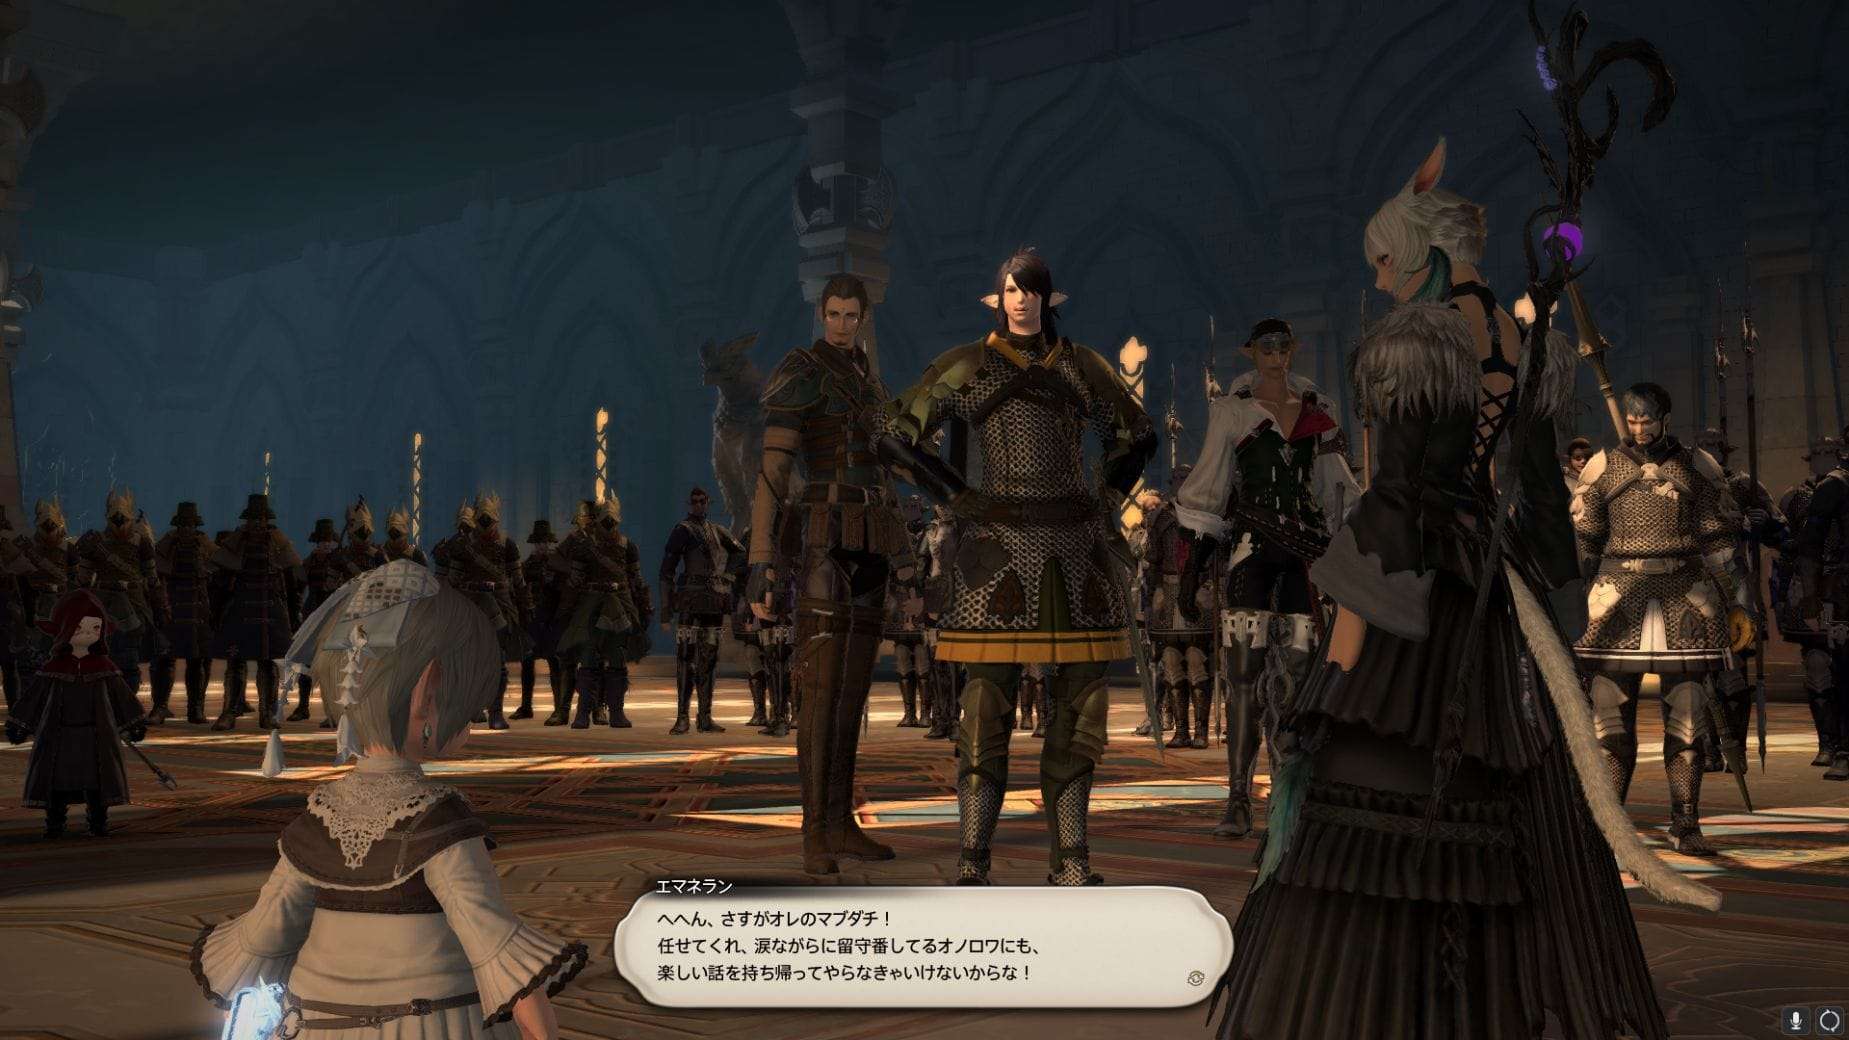 エマネラン
へへん、さすがオレのマブダチ！
任せてくれ、涙ながらに留守番してるオノロワにも、
楽しい話を持ち帰ってやらなきゃいけないからな！